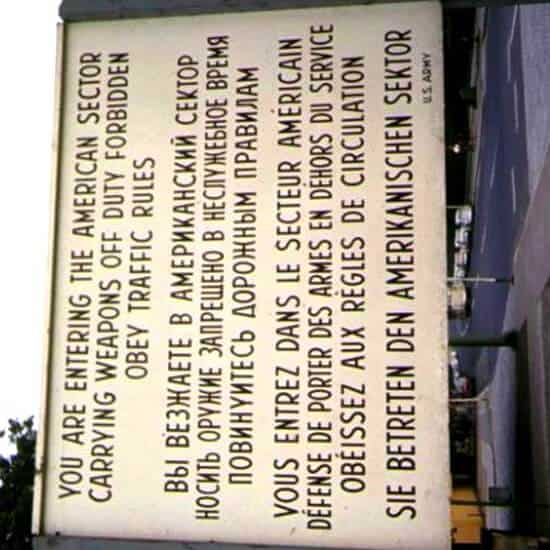 YOU ARE ENTERING THE AMERICAN SECTOR
CARRYING WEAPONS OFF DUTY FORBIDDEN
OBEY TRAFFIC RULES
ВЫ ВЕЗЖАЕТЕ В АМЕРИКАНСКИЙ СЕКТОР
НОСИТЬ ОРУЖИЕ ЗАПРЕЩЕНО В НЕСЛУЖЕБНОЕ ВРЕМЯ
ПОВИНУЙТЕСЬ ДОРОЖНЫМ ПРАВИЛАМ
VOUS ENTREZ DANS LE SECTEUR AMÉRICAIN
DÉFENSE DE PORTER DES ARMES EN DÉHORS DU SERVICE
OBÉISSEZ AUX RÈGLES DE CIRCULATION
SIE BETRETEN DEN AMERIKANISCHEN SEKTOR
U.S. ARMY